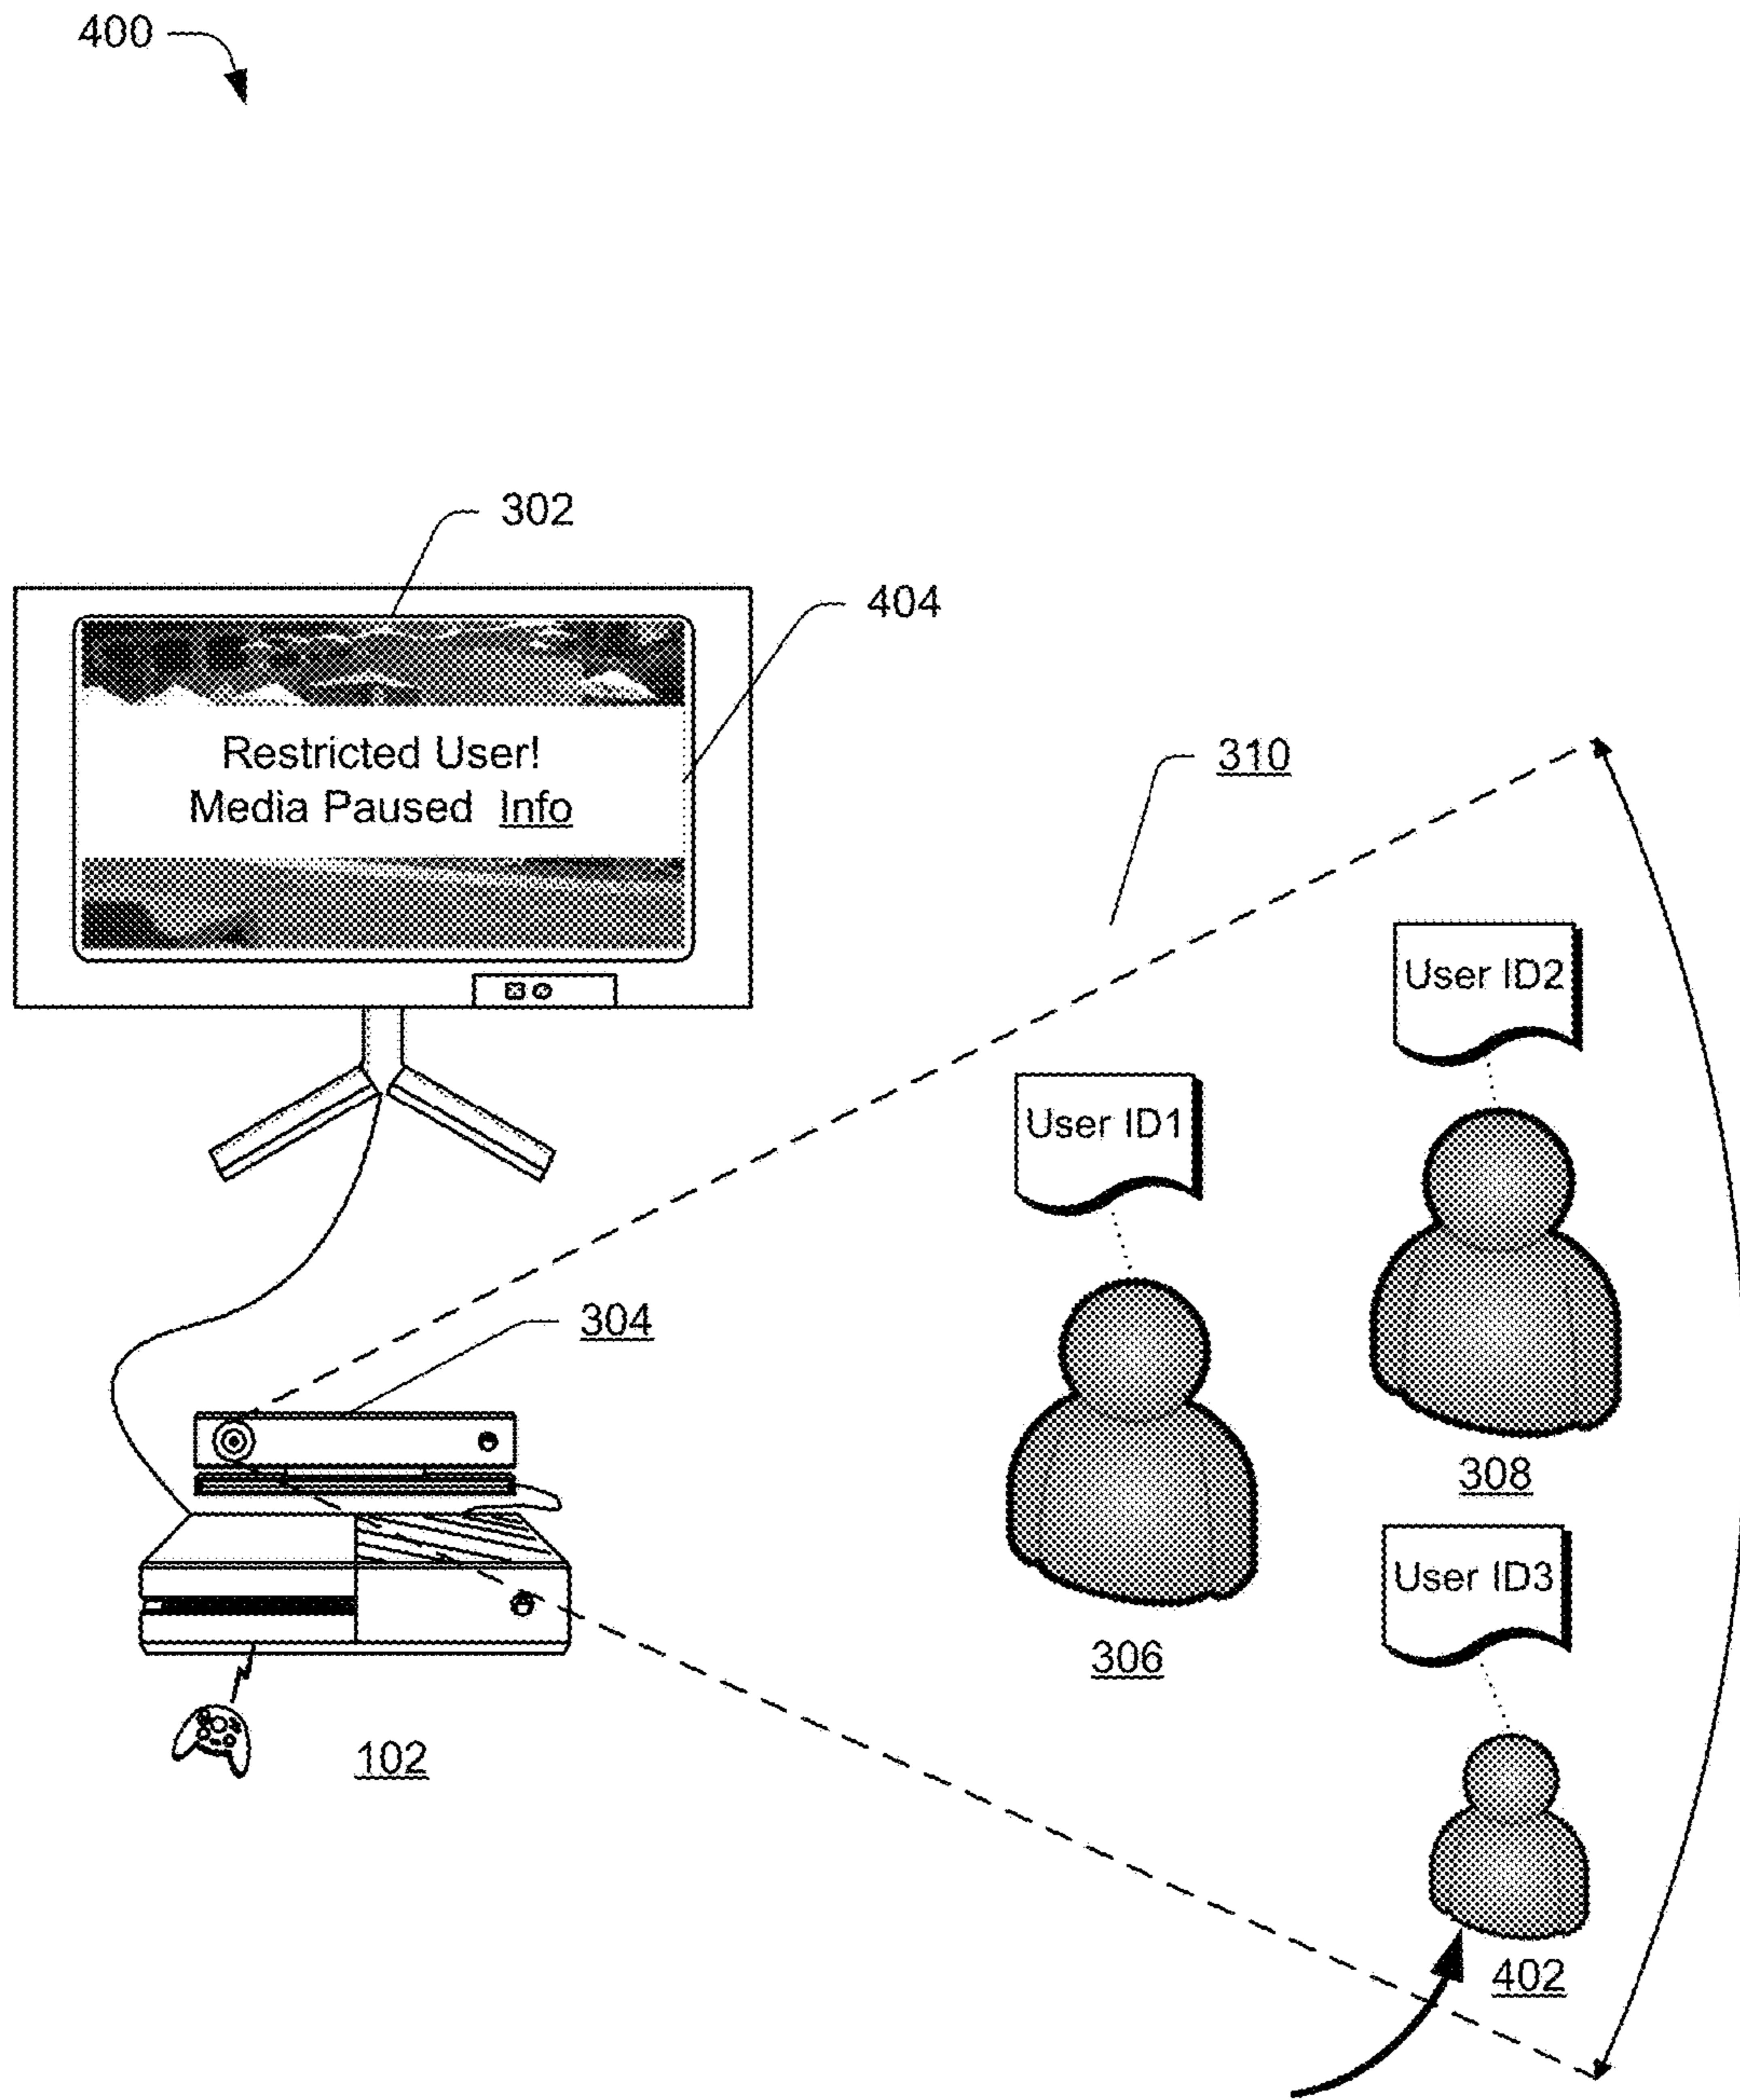 400
302
404
Restricted User!
Media Paused Info
310
User ID2
User ID1
304
308
User ID3
306
102
402